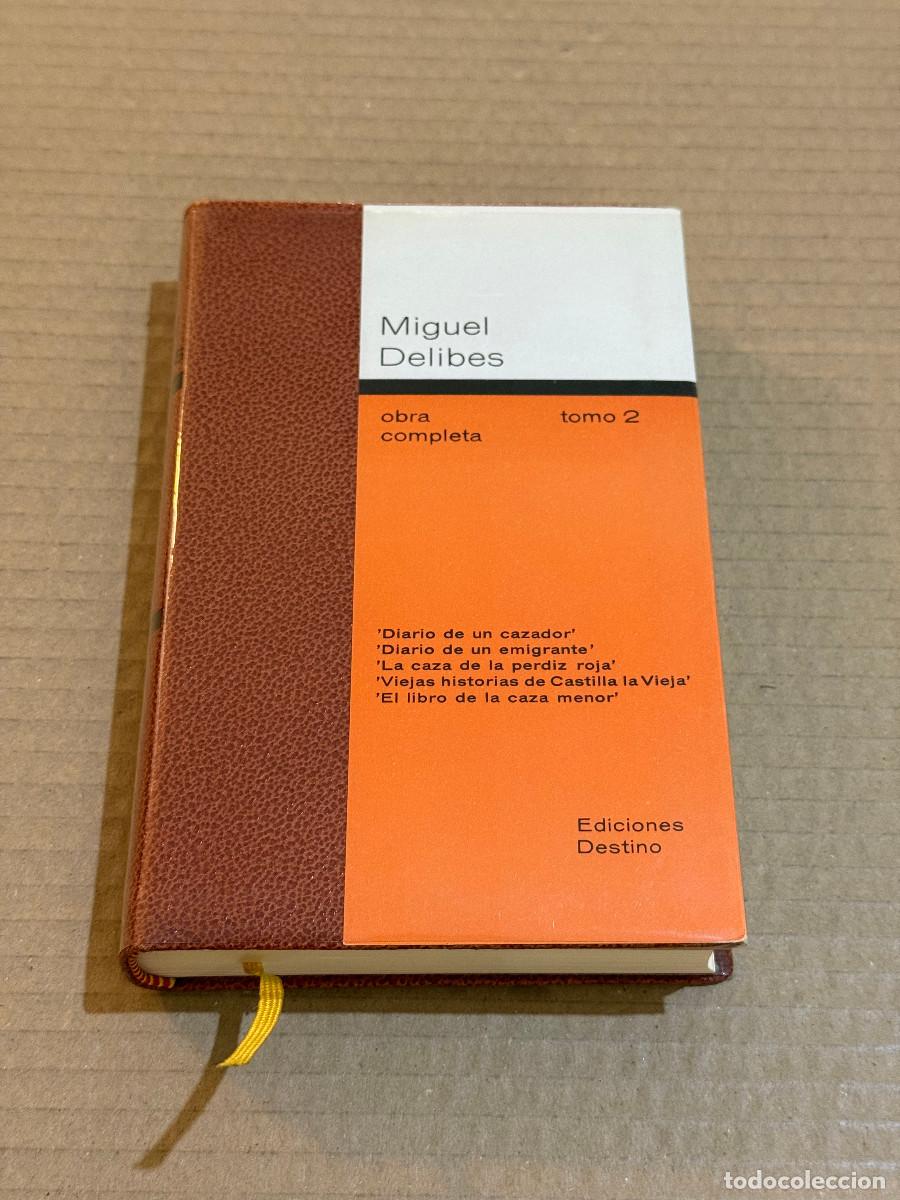 Miguel
Delibes
obra completa
tomo 2
'Diario de un cazador'
'Diario de un emigrante'
'La caza de la perdiz roja'
'Viejas historias de Castilla la Vieja'
'El libro de la caza menor'
Ediciones
Destino
todocoleccion